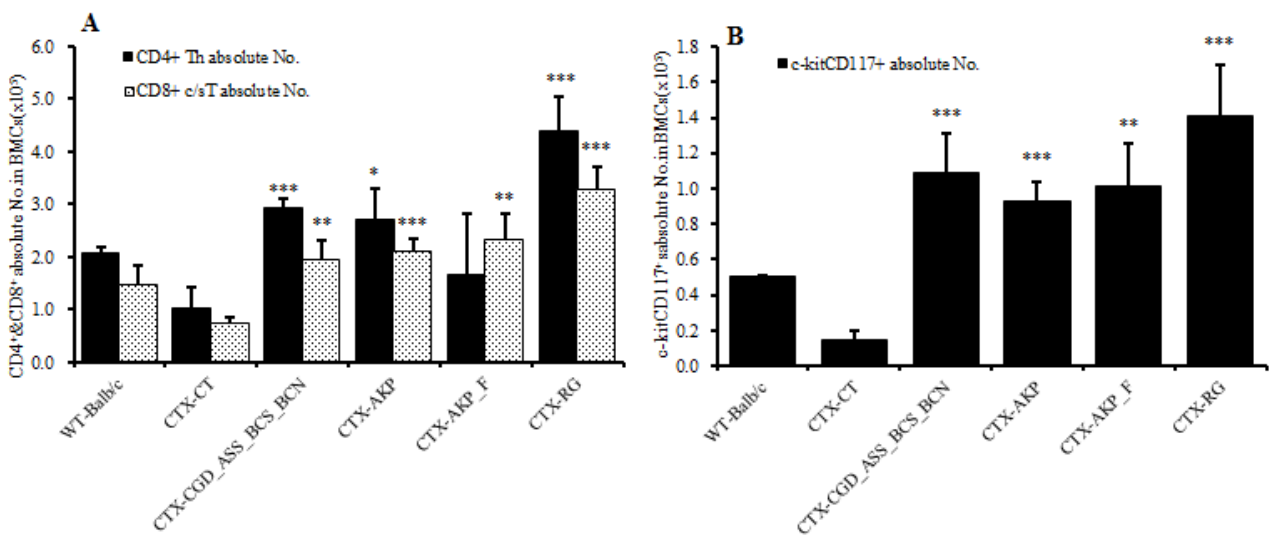 A
CD4+ Th absolute No.
CD8+ c/sT absolute No.
CD4⁺&CD8⁺ absolute No.in BMCs(x10⁵)
6.0
5.0
4.0
3.0
2.0
1.0
0.0
***
**
*
***
**
***
***
WT-Balb/c
CTX-CT
CTX-CGD_ASS_BCS_BCN
CTX-AKP
CTX-AKP_F
CTX-RG
B
c-kitCD117+ absolute No.
c-kitCD117⁺ sabsolute No.in BMCs(x10⁵)
1.8
1.6
1.4
1.2
1.0
0.8
0.6
0.4
0.2
0.0
***
***
**
***
WT-Balb/c
CTX-CT
CTX-CGD_ASS_BCS_BCN
CTX-AKP
CTX-AKP_F
CTX-RG